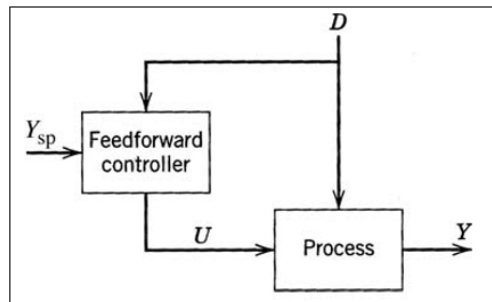 D
Y_sp
Feedforward
controller
U
Process
Y